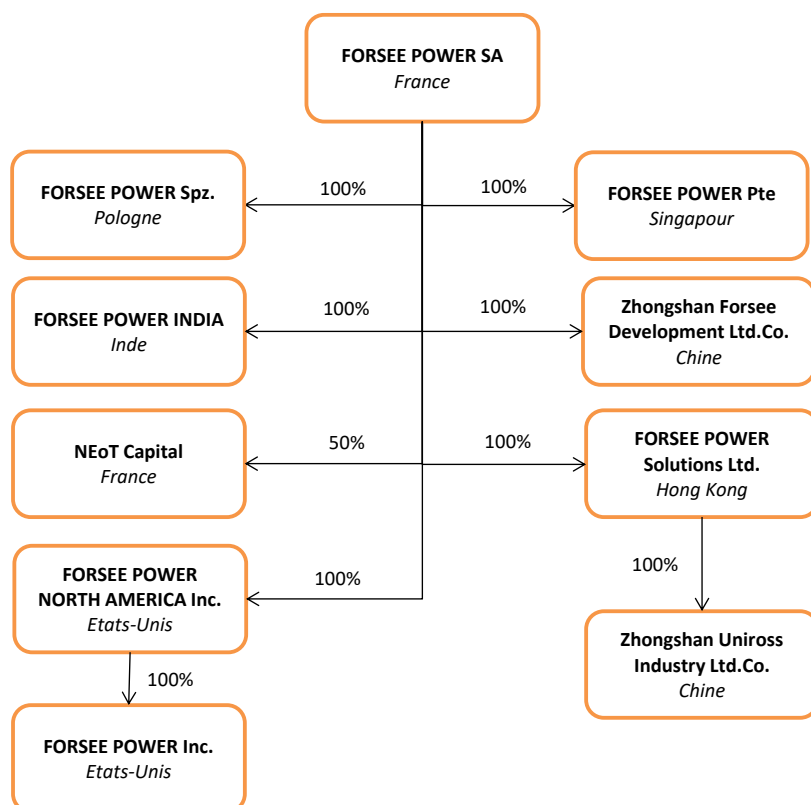 FORSEE POWER SA
France
100%
100%
FORSEE POWER Spz.
Pologne
FORSEE POWER Pte
Singapour
100%
100%
FORSEE POWER INDIA
Inde
Zhongshan Forsee
Development Ltd.Co.
Chine
50%
100%
NEoT Capital
France
FORSEE POWER
Solutions Ltd.
Hong Kong
100%
100%
FORSEE POWER
NORTH AMERICA Inc.
Etats-Unis
Zhongshan Uniross
Industry Ltd.Co.
Chine
100%
FORSEE POWER Inc.
Etats-Unis